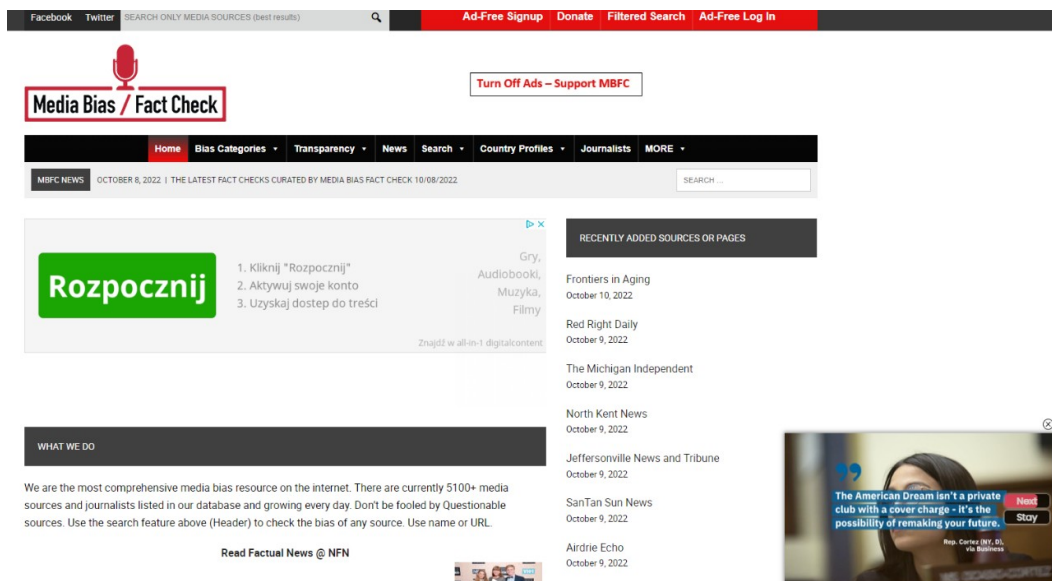 Facebook Twitter SEARCH ONLY MEDIA SOURCES (best results) Ad-Free Signup Donate Filtered Search Ad-Free Log In
Media Bias / Fact Check
Turn Off Ads – Support MBFC
Home Bias Categories Transparency News Search Country Profiles Journalists MORE
MBFC NEWS OCTOBER 8, 2022 | THE LATEST FACT CHECKS CURATED BY MEDIA BIAS FACT CHECK 10/08/2022 SEARCH ...
Rozpocznij
1. Kliknij "Rozpocznij"
2. Aktywuj swoje konto
3. Uzyskaj dostep do treści
Gry,
Audiobooki,
Muzyka,
Filmy
Znajdź w all-in-1 digitalcontent
WHAT WE DO
We are the most comprehensive media bias resource on the internet. There are currently 5100+ media
sources and journalists listed in our database and growing every day. Don't be fooled by Questionable
sources. Use the search feature above (Header) to check the bias of any source. Use name or URL.
Read Factual News @ NFN
RECENTLY ADDED SOURCES OR PAGES
Frontiers in Aging
October 10, 2022
Red Right Daily
October 9, 2022
The Michigan Independent
October 9, 2022
North Kent News
October 9, 2022
Jeffersonville News and Tribune
October 9, 2022
SanTan Sun News
October 9, 2022
Airdrie Echo
October 9, 2022
The American Dream isn't a private
club with a cover charge - it's the
possibility of remaking your future.
Rep. Cortez (NY, D),
via Business
Next
Stay